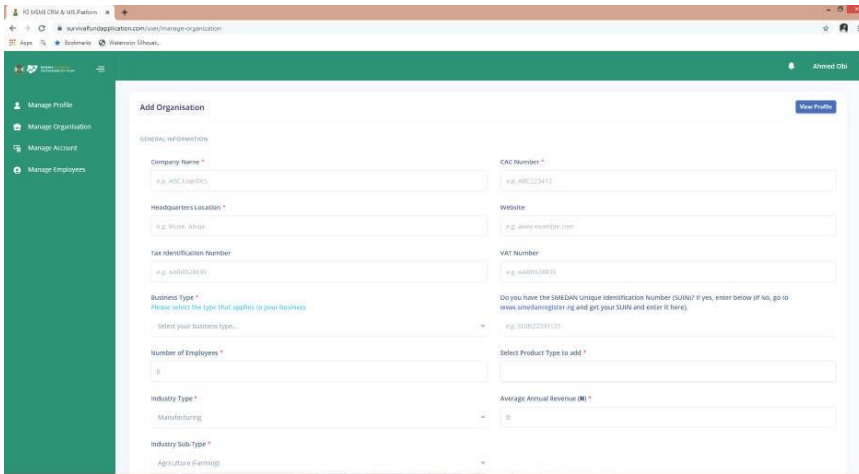 P2 MSME CRM & MIS Platform
survivalfundapplication.com/user/manage-organization
Apps
Bookmarks
Watercolor Silhouet...
Ahmed Obi
Manage Profile
Manage Organisation
Manage Account
Manage Employees
Add Organisation
View Profile
GENERAL INFORMATION
Company Name *
CAC Number *
e.g. ABC Logistics
e.g. ABC223412
Headquarters Location *
Website
e.g. Wuse, Abuja
e.g. www.example.com
Tax Identification Number
VAT Number
Business Type *
Please select the type that applies to your business
Do you have the SMEDAN Unique Identification Number (SUIN)? If yes, enter below (If No, go to
www.smedanregister.ng and get your SUIN and enter it here).
Select your business type...
Number of Employees *
Select Product Type to add *
0
Industry Type *
Average Annual Revenue (₦) *
Manufacturing
0
Industry Sub-Type *
Agriculture (Farming)